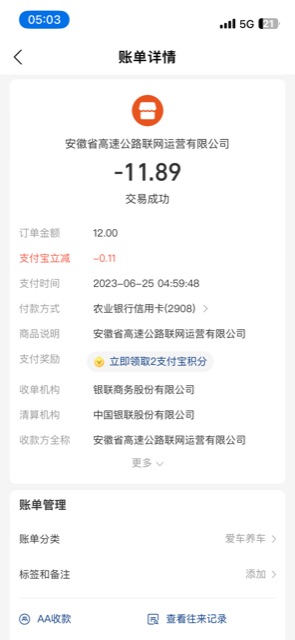 05:03
5G 21
账单详情
安徽省高速公路联网运营有限公司
-11.89
交易成功
订单金额 12.00
支付宝立减 -0.11
支付时间 2023-06-25 04:59:48
付款方式 农业银行信用卡(2908)
商品说明 安徽省高速公路联网运营有限公司
支付奖励 立即领取2支付宝积分
收单机构 银联商务股份有限公司
清算机构 中国银联股份有限公司
收款方全称 安徽省高速公路联网运营有限公司
更多
账单管理
账单分类 爱车养车
标签和备注 添加
AA收款 查看往来记录